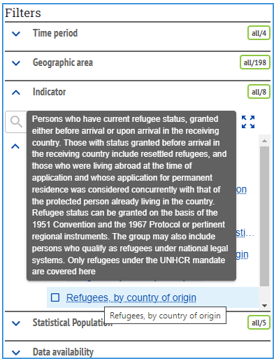 Filters
Time period all/4
Geographic area all/198
Indicator all/8
Persons who have current refugee status, granted
either before arrival or upon arrival in the receiving
country. Those with status granted before arrival in
the receiving country include resettled refugees, and
those who were living abroad at the time of
application and whose application for permanent
residence was considered concurrently with that of
the protected person already living in the country.
Refugee status can be granted on the basis of the
1951 Convention and the 1967 Protocol or pertinent
regional instruments. The group may also include
persons who qualify as refugees under national legal
systems. Only refugees under the UNHCR mandate
are covered here
Refugees, by country of origin
Refugees, by country of origin
Statistical Population all/5
Data availability